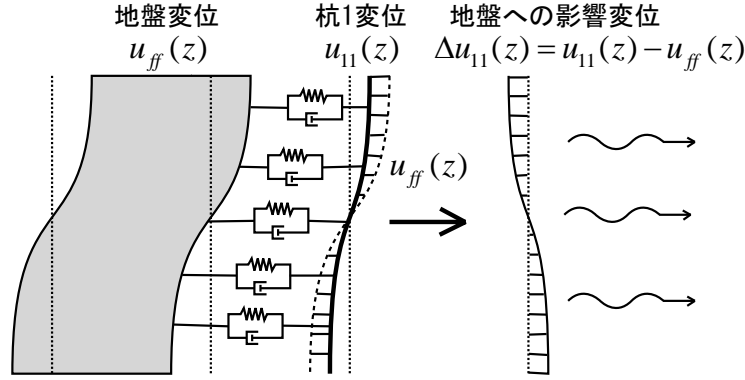 地盤変位 杭1変位 地盤への影響変位
u_ff(z) u_11(z) Δu_11(z) = u_11(z) − u_ff(z)
u_ff(z)